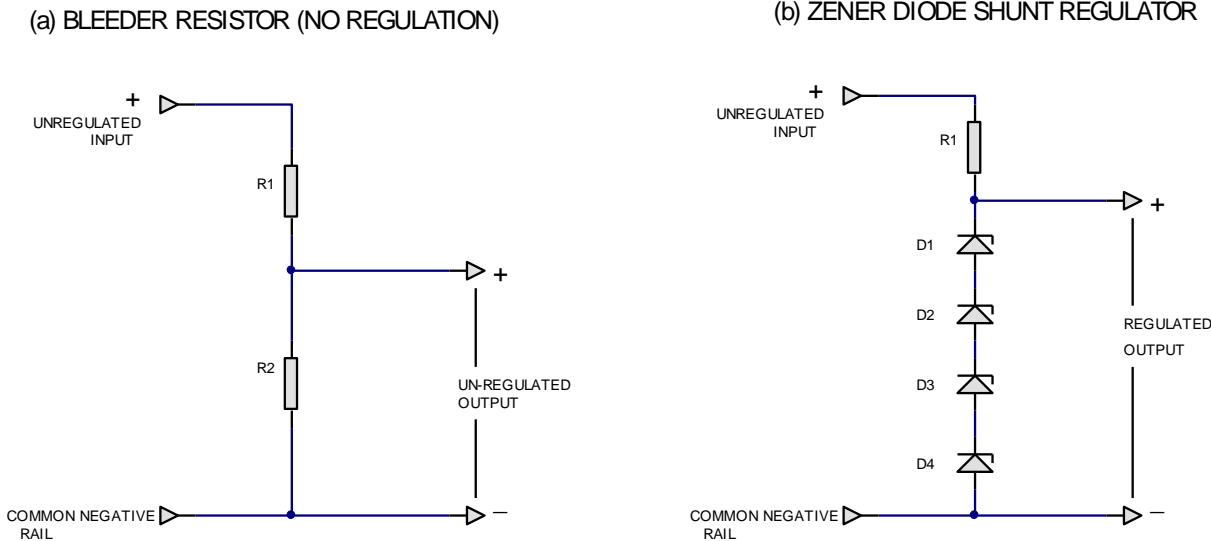 (a) BLEEDER RESISTOR (NO REGULATION)
+
UNREGULATED
INPUT
R1
+
R2
UN-REGULATED
OUTPUT
COMMON NEGATIVE
RAIL
–
(b) ZENER DIODE SHUNT REGULATOR
+
UNREGULATED
INPUT
R1
+
D1
D2
REGULATED
OUTPUT
D3
D4
COMMON NEGATIVE
RAIL
–